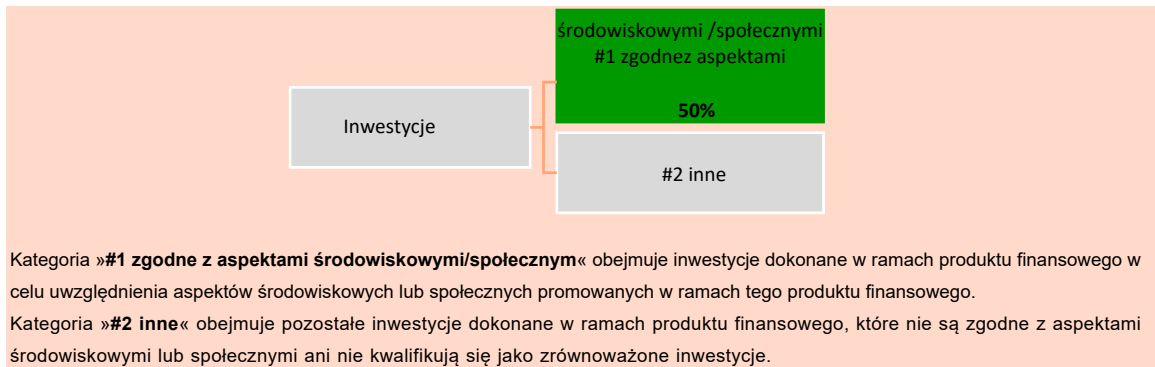 środowiskowymi /społecznymi
#1 zgodnez aspektami
50%
Inwestycje
#2 inne
Kategoria »#1 zgodne z aspektami środowiskowymi/społecznym« obejmuje inwestycje dokonane w ramach produktu finansowego w
celu uwzględnienia aspektów środowiskowych lub społecznych promowanych w ramach tego produktu finansowego.
Kategoria »#2 inne« obejmuje pozostałe inwestycje dokonane w ramach produktu finansowego, które nie są zgodne z aspektami
środowiskowymi lub społecznymi ani nie kwalifikują się jako zrównoważone inwestycje.